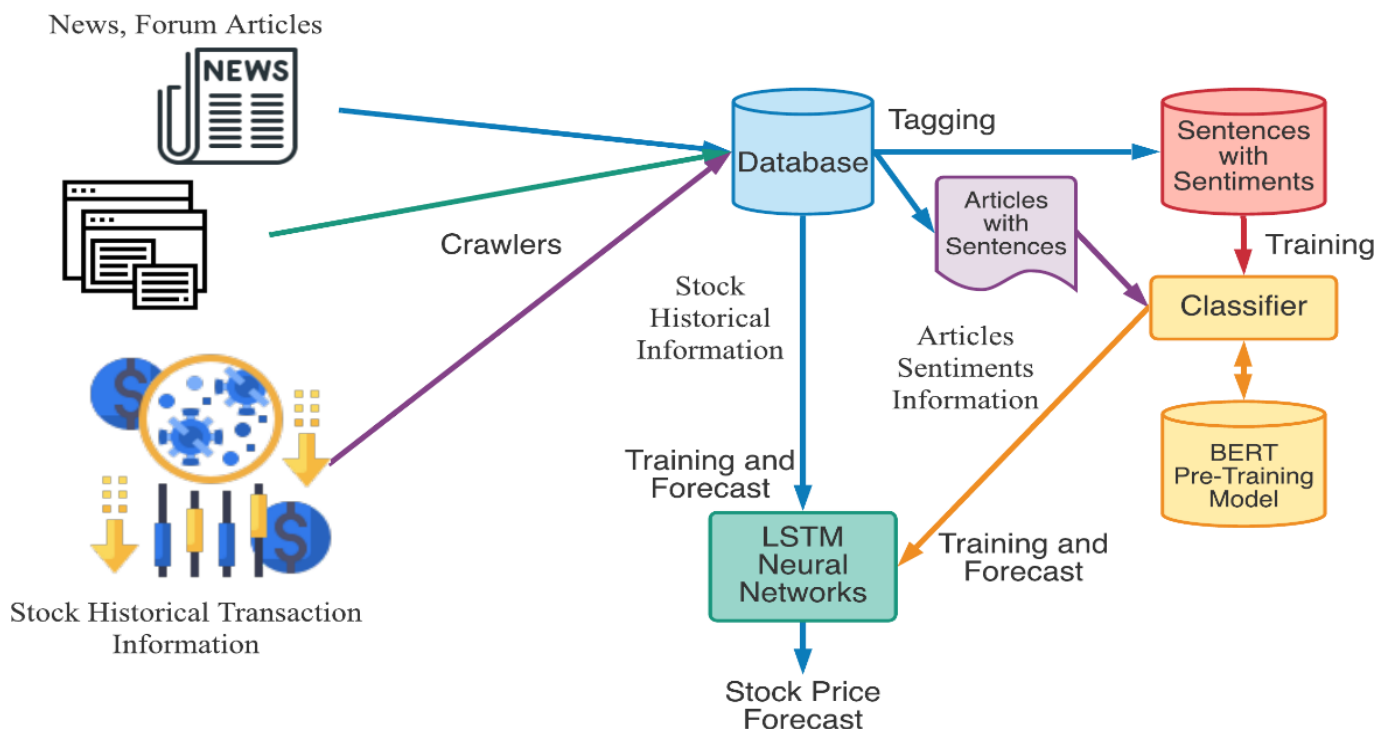 News, Forum Articles
NEWS
Crawlers
Stock Historical Transaction
Information
Database
Tagging
Sentences
with
Sentiments
Articles
with
Sentences
Training
Classifier
Stock
Historical
Information
Articles
Sentiments
Information
BERT
Pre-Training
Model
Training and
Forecast
LSTM
Neural
Networks
Training and
Forecast
Stock Price
Forecast